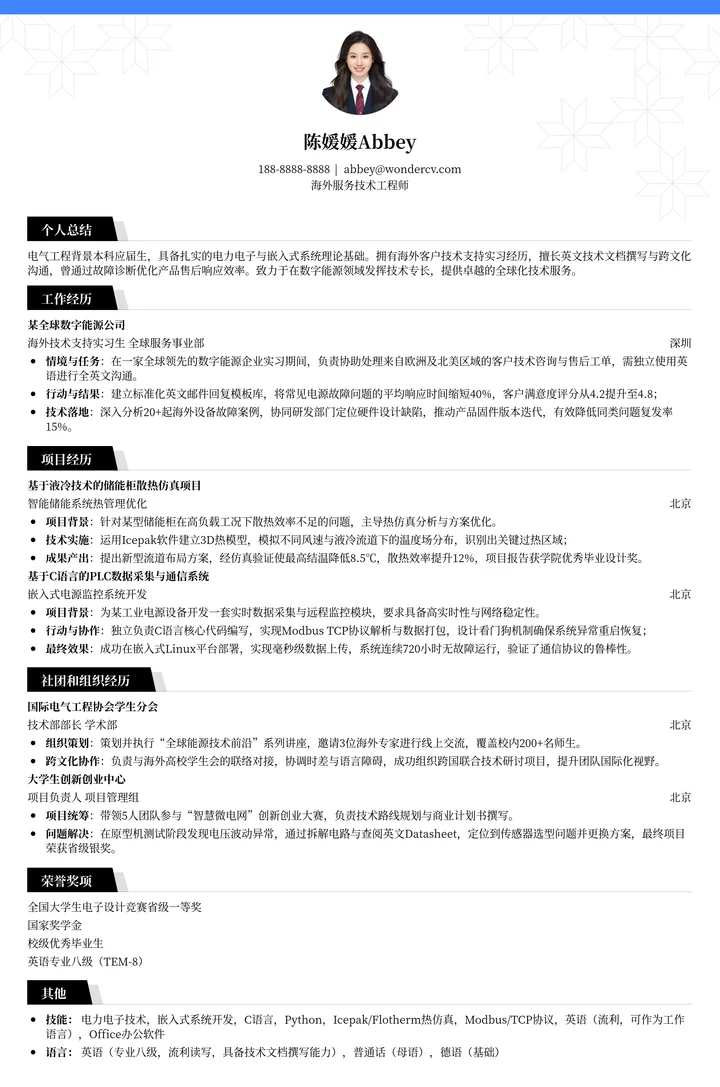 陈媛媛Abbey
188-8888-8888 | abbey@wondercv.com
海外服务技术工程师
个人总结
电气工程背景本科应届生，具备扎实的电力电子与嵌入式系统理论基础。拥有海外客户技术支持实习经历，擅长英文技术文档撰写与跨文化
沟通，曾通过故障诊断优化产品售后响应效率。致力于在数字能源领域发挥技术专长，提供卓越的全球化技术服务。
工作经历
某全球数字能源公司
海外技术支持实习生 全球服务事业部 深圳
• 情境与任务：在一家全球领先的数字能源企业实习期间，负责协助处理来自欧洲及北美区域的客户技术咨询与售后工单，需独立使用英
语进行全英文沟通。
• 行动与结果：建立标准化英文邮件回复模板库，将常见电源故障问题的平均响应时间缩短40%，客户满意度评分从4.2提升至4.8；
• 技术落地：深入分析20+起海外设备故障案例，协同研发部门定位硬件设计缺陷，推动产品固件版本迭代，有效降低同类问题复发率
15%。
项目经历
基于液冷技术的储能柜散热仿真项目
智能储能系统热管理优化 北京
• 项目背景：针对某型储能柜在高负载工况下散热效率不足的问题，主导热仿真分析与方案优化。
• 技术实施：运用Icepak软件建立3D热模型，模拟不同风速与液冷流道下的温度场分布，识别出关键过热区域；
• 成果产出：提出新型流道布局方案，经仿真验证使最高结温降低8.5℃，散热效率提升12%，项目报告获学院优秀毕业设计奖。
基于C语言的PLC数据采集与通信系统
嵌入式电源监控系统开发 北京
• 项目背景：为某工业电源设备开发一套实时数据采集与远程监控模块，要求具备高实时性与网络稳定性。
• 行动与协作：独立负责C语言核心代码编写，实现Modbus TCP协议解析与数据打包，设计看门狗机制确保系统异常重启恢复；
• 最终效果：成功在嵌入式Linux平台部署，实现毫秒级数据上传，系统连续720小时无故障运行，验证了通信协议的鲁棒性。
社团和组织经历
国际电气工程协会学生分会
技术部部长 学术部 北京
• 组织策划：策划并执行“全球能源技术前沿”系列讲座，邀请3位海外专家进行线上交流，覆盖校内200+名师生。
• 跨文化协作：负责与海外高校学生会的联络对接，协调时差与语言障碍，成功组织跨国联合技术研讨项目，提升团队国际化视野。
大学生创新创业中心
项目负责人 项目管理组 北京
• 项目统筹：带领5人团队参与“智慧微电网”创新创业大赛，负责技术路线规划与商业计划书撰写。
• 问题解决：在原型机测试阶段发现电压波动异常，通过拆解电路与查阅英文Datasheet，定位到传感器选型问题并更换方案，最终项目
荣获省级银奖。
荣誉奖项
全国大学生电子设计竞赛省级一等奖
国家奖学金
校级优秀毕业生
英语专业八级（TEM-8）
其他
• 技能： 电力电子技术，嵌入式系统开发，C语言，Python，Icepak/Flotherm热仿真，Modbus/TCP协议，英语（流利，可作为工作
语言），Office办公软件
• 语言： 英语（专业八级，流利读写，具备技术文档撰写能力），普通话（母语），德语（基础）